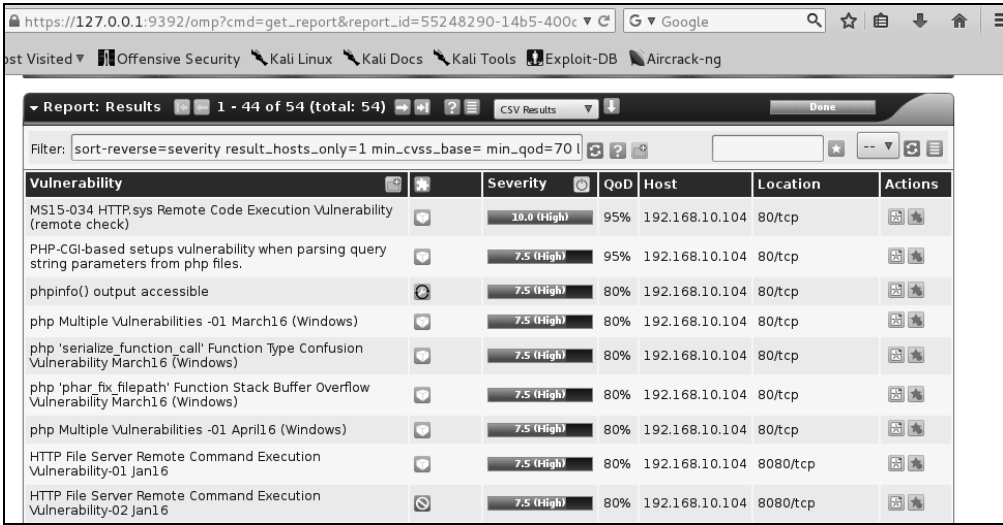 https://127.0.0.1:9392/omp?cmd=get_report&report_id=55248290-14b5-400c Google
ost Visited Offensive Security Kali Linux Kali Docs Kali Tools Exploit-DB Aircrack-ng
Report: Results 1 - 44 of 54 (total: 54) ? CSV Results Done
Filter: sort-reverse=severity result_hosts_only=1 min_cvss_base= min_qod=70 l ? --
Vulnerability Severity QoD Host Location Actions
MS15-034 HTTP.sys Remote Code Execution Vulnerability
(remote check) 10.0 (High) 95% 192.168.10.104 80/tcp
PHP-CGI-based setups vulnerability when parsing query
string parameters from php files. 7.5 (High) 95% 192.168.10.104 80/tcp
phpinfo() output accessible 7.5 (High) 80% 192.168.10.104 80/tcp
php Multiple Vulnerabilities -01 March16 (Windows) 7.5 (High) 80% 192.168.10.104 80/tcp
php 'serialize_function_call' Function Type Confusion
Vulnerability March16 (Windows) 7.5 (High) 80% 192.168.10.104 80/tcp
php 'phar_fix_filepath' Function Stack Buffer Overflow
Vulnerability March16 (Windows) 7.5 (High) 80% 192.168.10.104 80/tcp
php Multiple Vulnerabilities -01 April16 (Windows) 7.5 (High) 80% 192.168.10.104 80/tcp
HTTP File Server Remote Command Execution
Vulnerability-01 Jan16 7.5 (High) 80% 192.168.10.104 8080/tcp
HTTP File Server Remote Command Execution
Vulnerability-02 Jan16 7.5 (High) 80% 192.168.10.104 8080/tcp